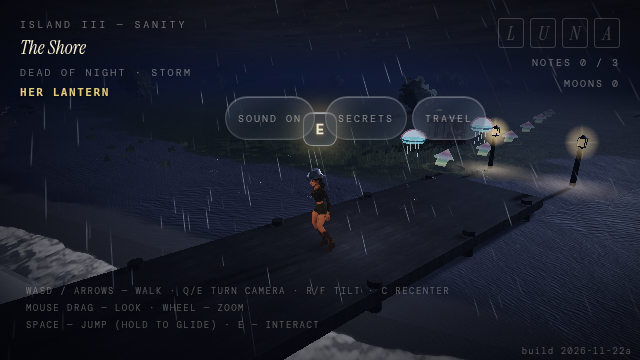 ISLAND III — SANITY
The Shore
DEAD OF NIGHT · STORM
HER LANTERN
L U N A
NOTES 0 / 3
MOONS 0
SOUND ON
SECRETS
TRAVEL
E
WASD / ARROWS — WALK · Q/E TURN CAMERA · R/F TILT · C RECENTER
MOUSE DRAG — LOOK · WHEEL — ZOOM
SPACE — JUMP (HOLD TO GLIDE) · E — INTERACT
build 2026-11-22a